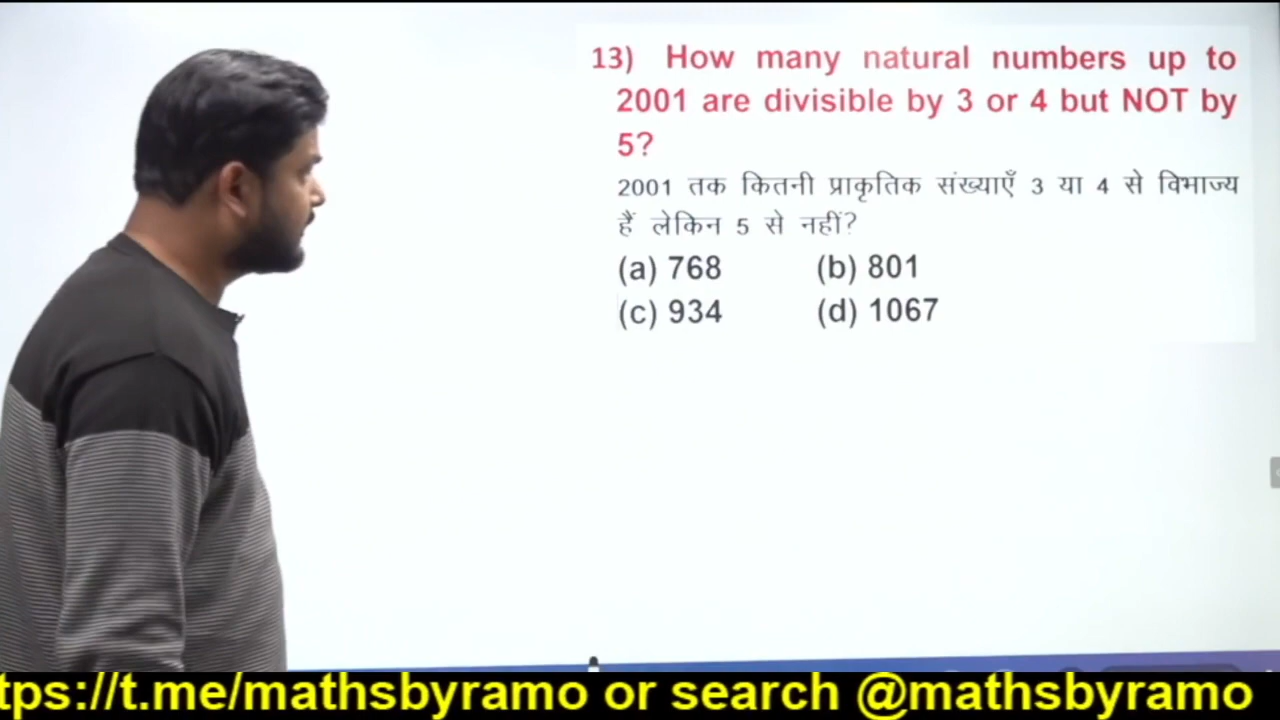 13) How many natural numbers up to
2001 are divisible by 3 or 4 but NOT by
5?
2001 तक कितनी प्राकृतिक संख्याएँ 3 या 4 से विभाज्य
हैं लेकिन 5 से नहीं?
(a) 768 (b) 801
(c) 934 (d) 1067
tps://t.me/mathsbyramo or search @mathsbyramo